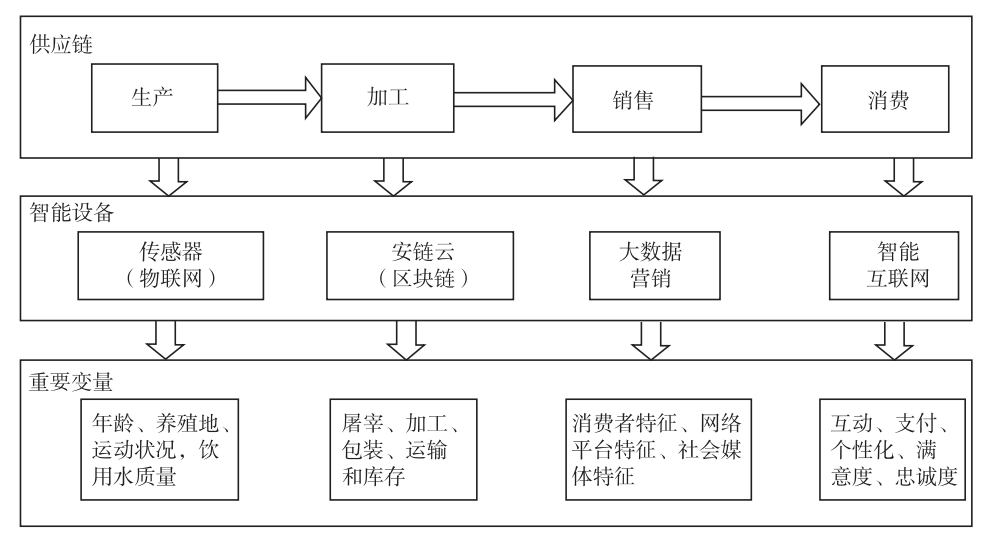 供应链
生产
加工
销售
消费
智能设备
传感器
（物联网）
安链云
（区块链）
大数据
营销
智能
互联网
重要变量
年龄、养殖地、
运动状况，饮
用水质量
屠宰、加工、
包装、运输
和库存
消费者特征、网络
平台特征、社会媒
体特征
互动、支付、
个性化、满
意度、忠诚度